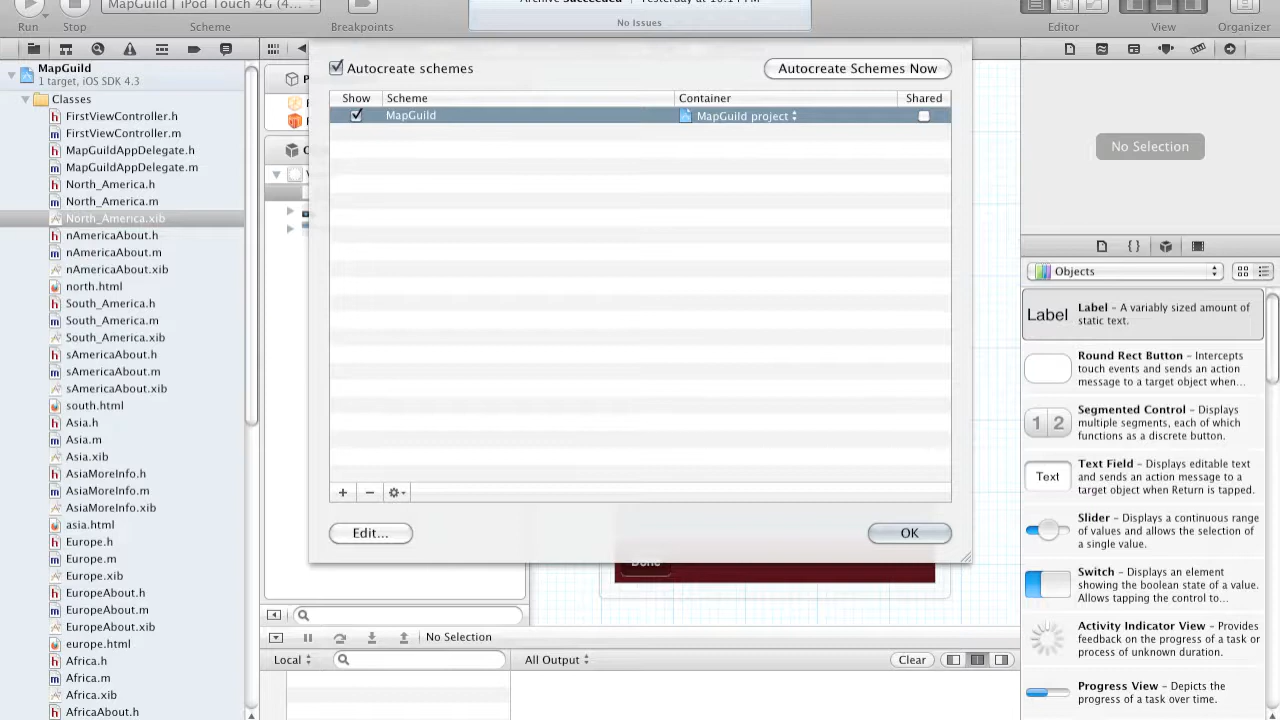 MapGuild | iPod Touch 4G (4...
Archive Succeeded | Yesterday at 10:14 PM
No Issues
Run
Stop
Scheme
Breakpoints
Editor
View
Organizer
MapGuild
1 target, iOS SDK 4.3
Classes
FirstViewController.h
FirstViewController.m
MapGuildAppDelegate.h
MapGuildAppDelegate.m
North_America.h
North_America.m
North_America.xib
nAmericaAbout.h
nAmericaAbout.m
nAmericaAbout.xib
north.html
South_America.h
South_America.m
South_America.xib
sAmericaAbout.h
sAmericaAbout.m
sAmericaAbout.xib
south.html
Asia.h
Asia.m
Asia.xib
AsiaMoreInfo.h
AsiaMoreInfo.m
AsiaMoreInfo.xib
asia.html
Europe.h
Europe.m
Europe.xib
EuropeAbout.h
EuropeAbout.m
EuropeAbout.xib
europe.html
Africa.h
Africa.m
Africa.xib
AfricaAbout.h
Autocreate schemes
Autocreate Schemes Now
Show
Scheme
Container
Shared
MapGuild
MapGuild project
Edit...
OK
Done
No Selection
Local
All Output
Clear
No Selection
Objects
Label
Label – A variably sized amount of
static text.
Round Rect Button – Intercepts
touch events and sends an action
message to a target object when...
1 2
Segmented Control – Displays
multiple segments, each of which
functions as a discrete button.
Text
Text Field – Displays editable text
and sends an action message to a
target object when Return is tapped.
Slider – Displays a continuous range
of values and allows the selection of
a single value.
Switch – Displays an element
showing the boolean state of a value.
Allows tapping the control to...
Activity Indicator View – Provides
feedback on the progress of a task or
process of unknown duration.
Progress View – Depicts the
progress of a task over time.